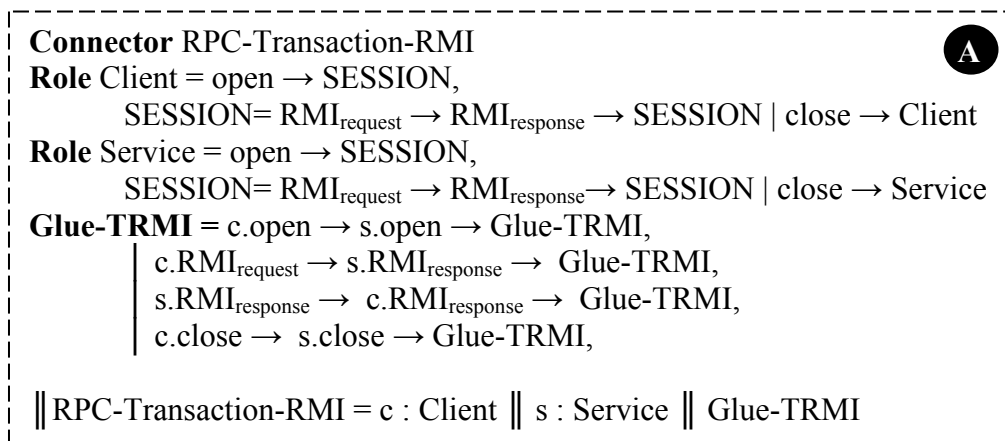 Connector RPC-Transaction-RMI
A
Role Client = open → SESSION,
SESSION= RMIrequest → RMIresponse → SESSION | close → Client
Role Service = open → SESSION,
SESSION= RMIrequest → RMIresponse→ SESSION | close → Service
Glue-TRMI = c.open → s.open → Glue-TRMI,
c.RMIrequest → s.RMIresponse → Glue-TRMI,
s.RMIresponse → c.RMIresponse → Glue-TRMI,
c.close → s.close → Glue-TRMI,
‖RPC-Transaction-RMI = c : Client ‖ s : Service ‖ Glue-TRMI